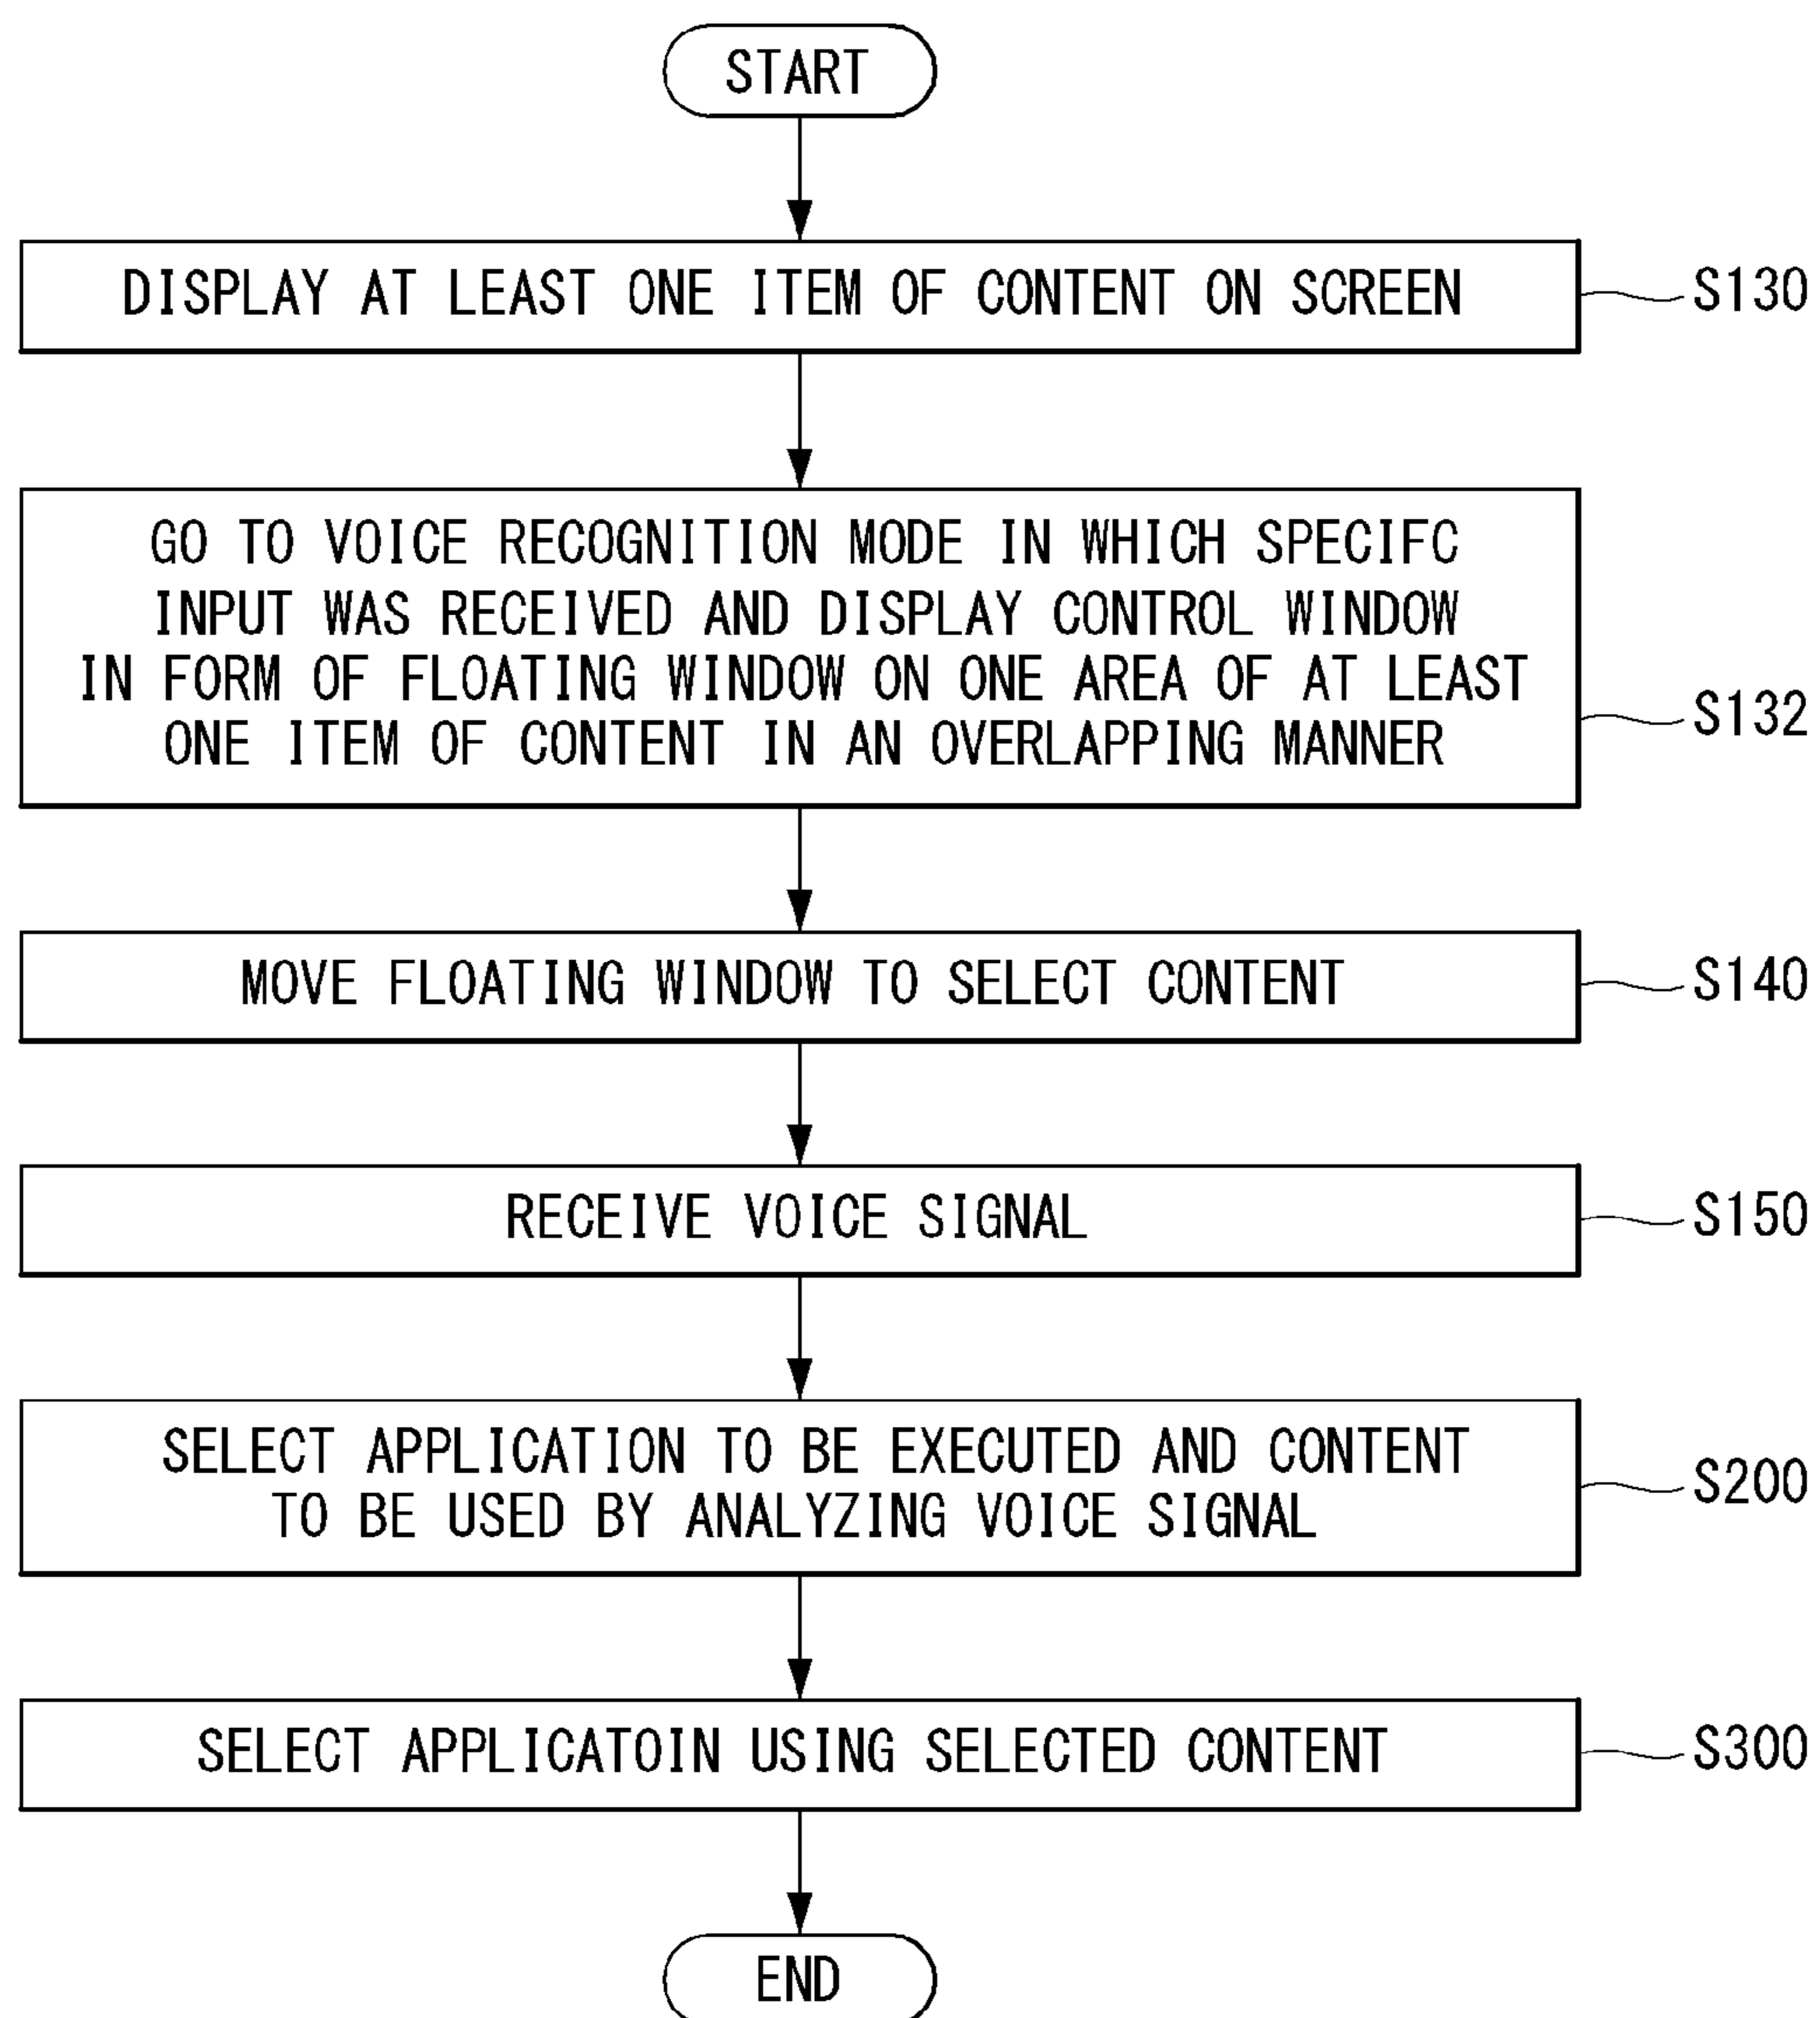 START
DISPLAY AT LEAST ONE ITEM OF CONTENT ON SCREEN
S130
GO TO VOICE RECOGNITION MODE IN WHICH SPECIFC
INPUT WAS RECEIVED AND DISPLAY CONTROL WINDOW
IN FORM OF FLOATING WINDOW ON ONE AREA OF AT LEAST
ONE ITEM OF CONTENT IN AN OVERLAPPING MANNER
S132
MOVE FLOATING WINDOW TO SELECT CONTENT
S140
RECEIVE VOICE SIGNAL
S150
SELECT APPLICATION TO BE EXECUTED AND CONTENT
TO BE USED BY ANALYZING VOICE SIGNAL
S200
SELECT APPLICATOIN USING SELECTED CONTENT
S300
END